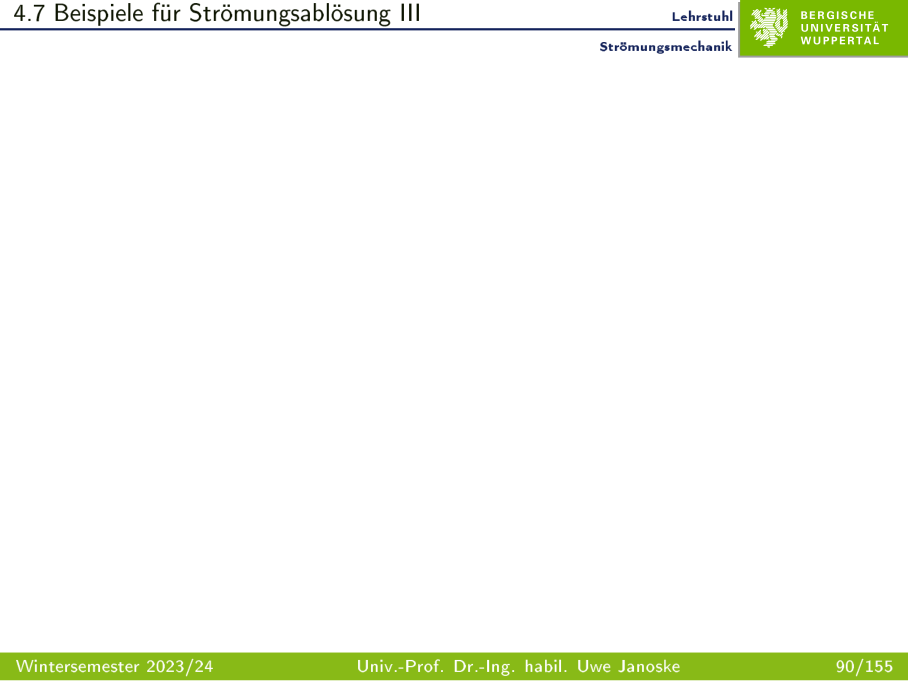 4.7 Beispiele für Strömungsablösung III
Lehrstuhl
Strömungsmechanik
BERGISCHE
UNIVERSITÄT
WUPPERTAL
Wintersemester 2023/24 Univ.-Prof. Dr.-Ing. habil. Uwe Janoske 90/155